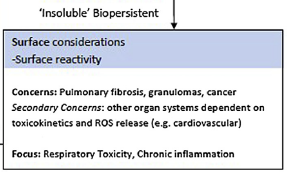 'Insoluble' Biopersistent
Surface considerations
-Surface reactivity
Concerns: Pulmonary fibrosis, granulomas, cancer
Secondary Concerns: other organ systems dependent on
toxicokinetics and ROS release (e.g. cardiovascular)
Focus: Respiratory Toxicity, Chronic inflammation